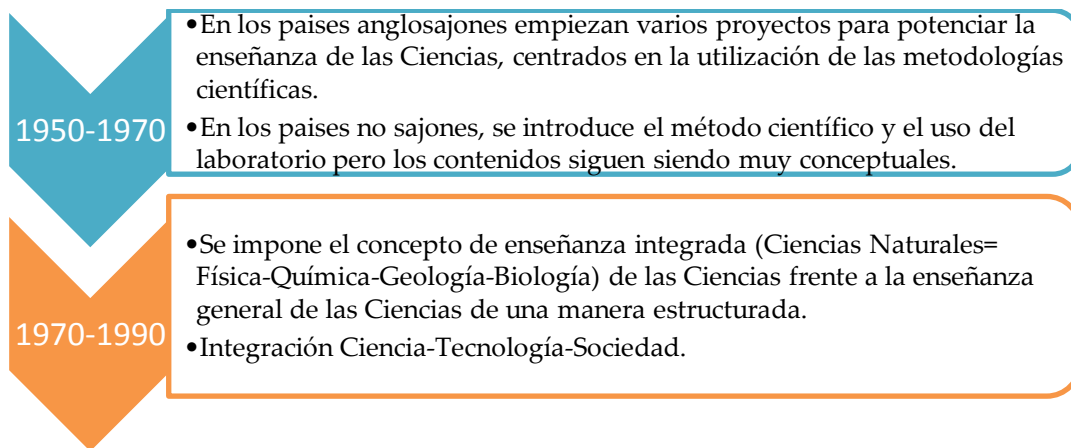 1950-1970
•En los paises anglosajones empiezan varios proyectos para potenciar la
enseñanza de las Ciencias, centrados en la utilización de las metodologías
científicas.
•En los paises no sajones, se introduce el método científico y el uso del
laboratorio pero los contenidos siguen siendo muy conceptuales.
1970-1990
•Se impone el concepto de enseñanza integrada (Ciencias Naturales=
Física-Química-Geología-Biología) de las Ciencias frente a la enseñanza
general de las Ciencias de una manera estructurada.
•Integración Ciencia-Tecnología-Sociedad.